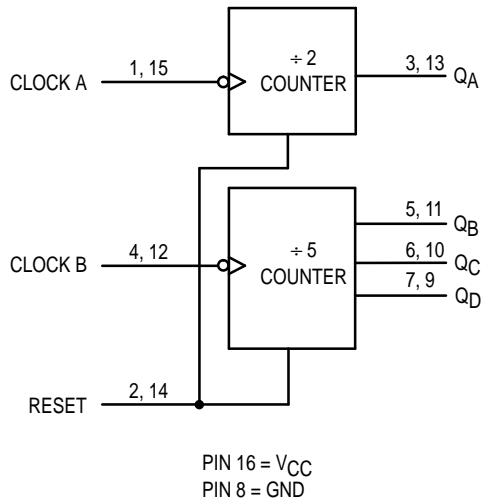 ÷ 2
COUNTER
CLOCK A
1, 15
3, 13
QA
÷ 5
COUNTER
CLOCK B
4, 12
5, 11
QB
6, 10
QC
7, 9
QD
RESET
2, 14
PIN 16 = VCC
PIN 8 = GND